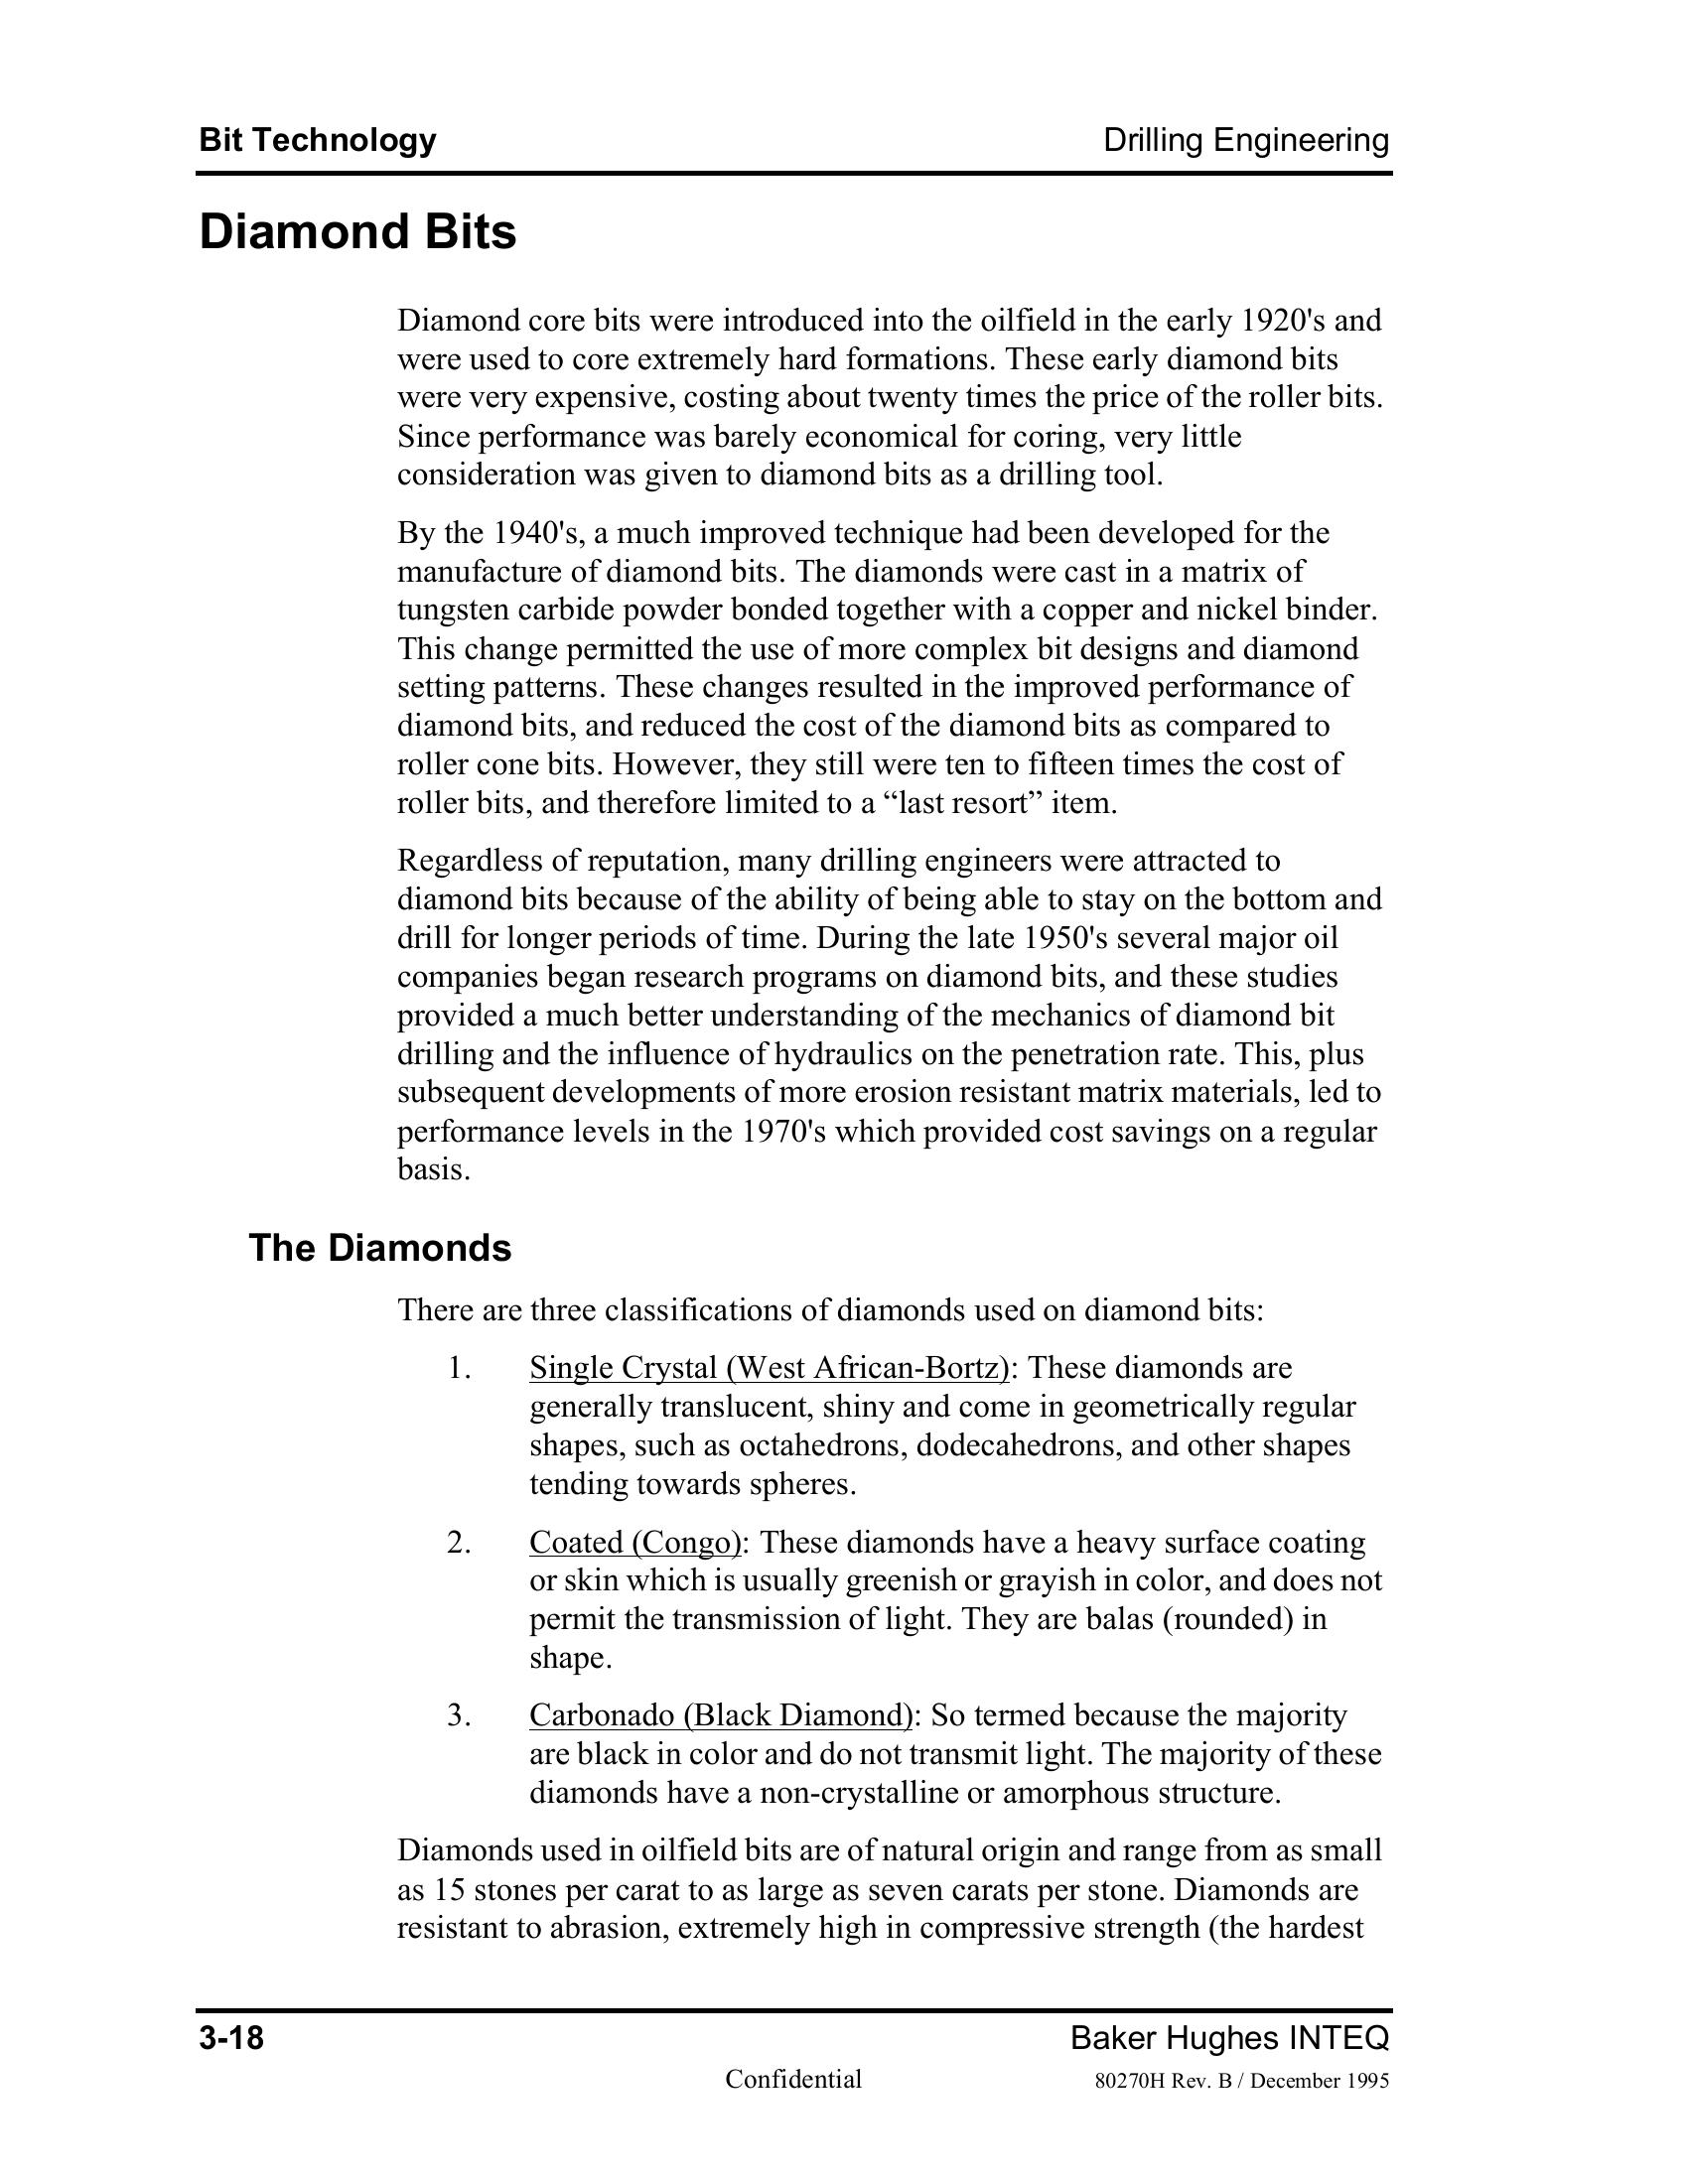 Bit Technology
Drilling Engineering
Diamond Bits
Diamond core bits were introduced into the oilfield in the early 1920's and
were used to core extremely hard formations. These early diamond bits
were very expensive, costing about twenty times the price of the roller bits.
Since performance was barely economical for coring, very little
consideration was given to diamond bits as a drilling tool.
By the 1940's, a much improved technique had been developed for the
manufacture of diamond bits. The diamonds were cast in a matrix of
tungsten carbide powder bonded together with a copper and nickel binder.
This change permitted the use of more complex bit designs and diamond
setting patterns. These changes resulted in the improved performance of
diamond bits, and reduced the cost of the diamond bits as compared to
roller cone bits. However, they still were ten to fifteen times the cost of
roller bits, and therefore limited to a “last resort” item.
Regardless of reputation, many drilling engineers were attracted to
diamond bits because of the ability of being able to stay on the bottom and
drill for longer periods of time. During the late 1950's several major oil
companies began research programs on diamond bits, and these studies
provided a much better understanding of the mechanics of diamond bit
drilling and the influence of hydraulics on the penetration rate. This, plus
subsequent developments of more erosion resistant matrix materials, led to
performance levels in the 1970's which provided cost savings on a regular
basis.
The Diamonds
There are three classifications of diamonds used on diamond bits:
1. Single Crystal (West African-Bortz): These diamonds are
generally translucent, shiny and come in geometrically regular
shapes, such as octahedrons, dodecahedrons, and other shapes
tending towards spheres.
2. Coated (Congo): These diamonds have a heavy surface coating
or skin which is usually greenish or grayish in color, and does not
permit the transmission of light. They are balas (rounded) in
shape.
3. Carbonado (Black Diamond): So termed because the majority
are black in color and do not transmit light. The majority of these
diamonds have a non-crystalline or amorphous structure.
Diamonds used in oilfield bits are of natural origin and range from as small
as 15 stones per carat to as large as seven carats per stone. Diamonds are
resistant to abrasion, extremely high in compressive strength (the hardest
3-18
Baker Hughes INTEQ
Confidential
80270H Rev. B / December 1995